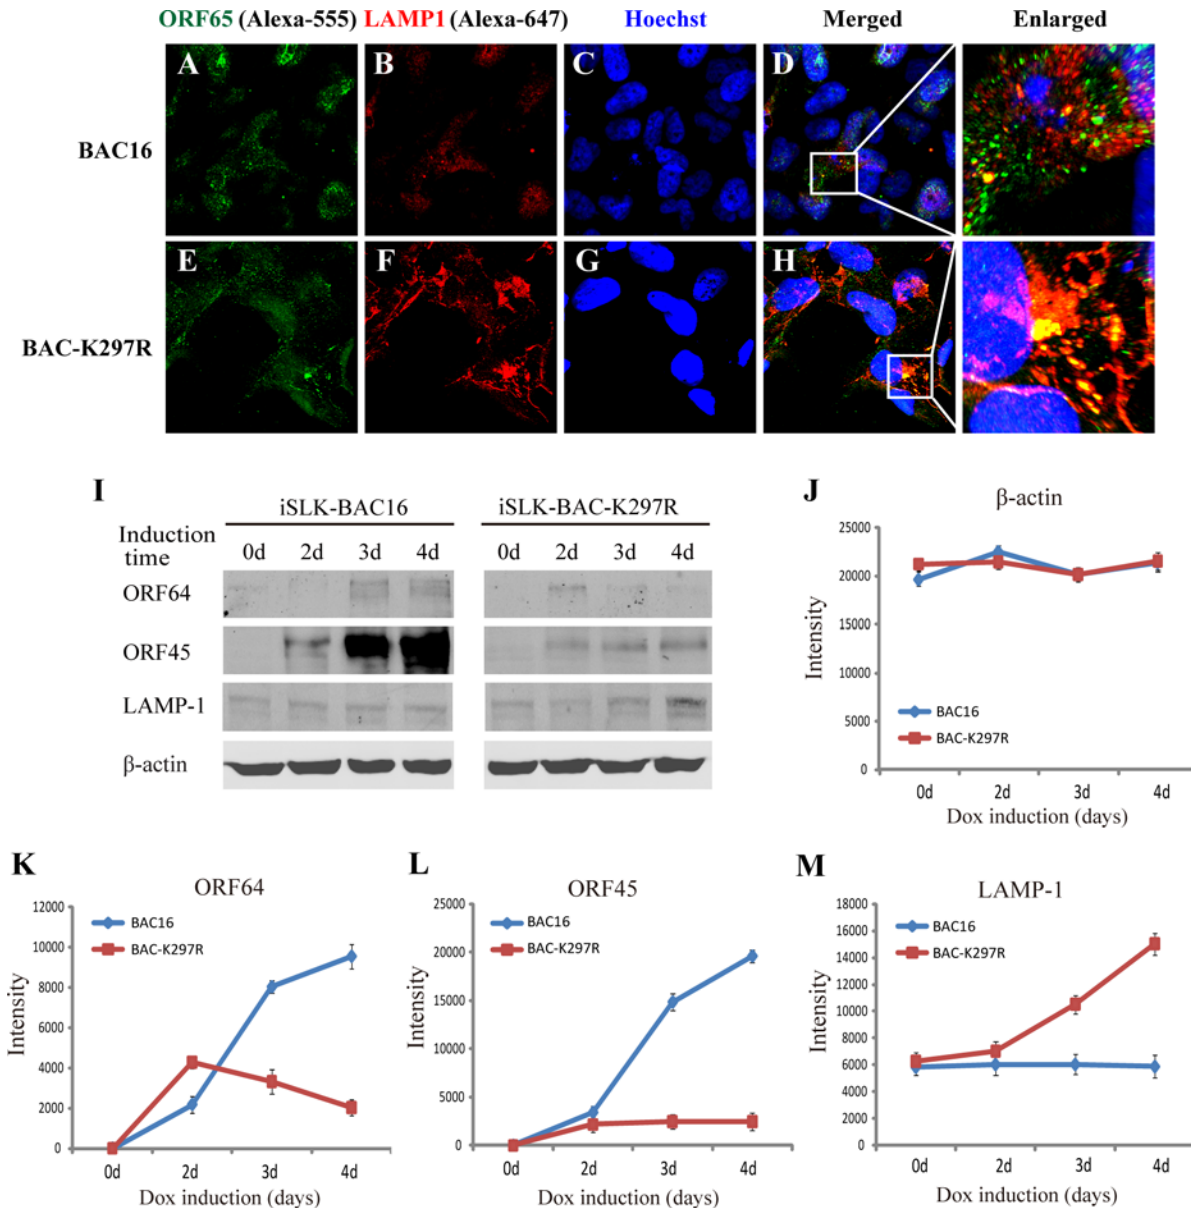 ORF65 (Alexa-555) LAMP1 (Alexa-647) Hoechst Merged Enlarged
BAC16
A B C D
BAC-K297R
E F G H
I
iSLK-BAC16 iSLK-BAC-K297R
Induction time
0d 2d 3d 4d 0d 2d 3d 4d
ORF64
ORF45
LAMP-1
β-actin
J
β-actin
25000
20000
15000
10000
5000
0
Intensity
BAC16
BAC-K297R
0d 2d 3d 4d
Dox induction (days)
K
ORF64
12000
10000
8000
6000
4000
2000
0
Intensity
BAC16
BAC-K297R
0d 2d 3d 4d
Dox induction (days)
L
ORF45
25000
20000
15000
10000
5000
0
Intensity
BAC16
BAC-K297R
0d 2d 3d 4d
Dox induction (days)
M
LAMP-1
18000
16000
14000
12000
10000
8000
6000
4000
2000
0
Intensity
BAC16
BAC-K297R
0d 2d 3d 4d
Dox induction (days)